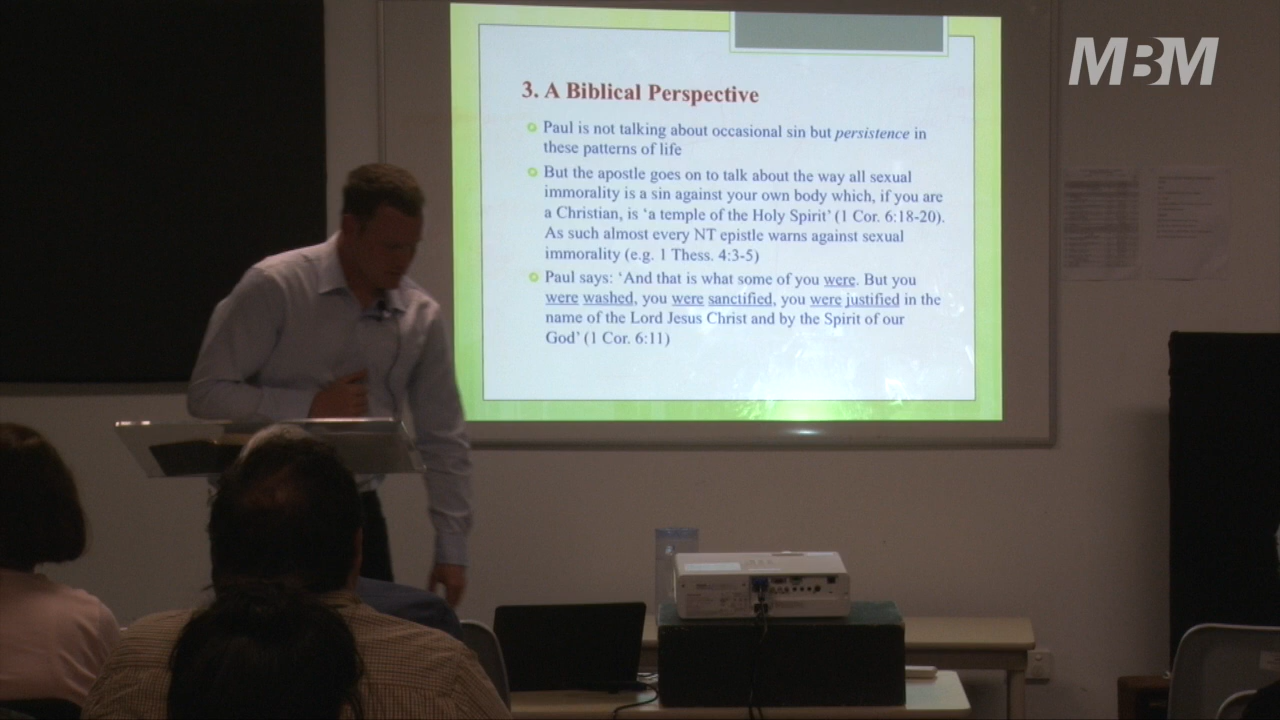 MBM
3. A Biblical Perspective
Paul is not talking about occasional sin but persistence in
these patterns of life
But the apostle goes on to talk about the way all sexual
immorality is a sin against your own body which, if you are
a Christian, is ‘a temple of the Holy Spirit’ (1 Cor. 6:18-20).
As such almost every NT epistle warns against sexual
immorality (e.g. 1 Thess. 4:3-5)
Paul says: ‘And that is what some of you were. But you
were washed, you were sanctified, you were justified in the
name of the Lord Jesus Christ and by the Spirit of our
God’ (1 Cor. 6:11)